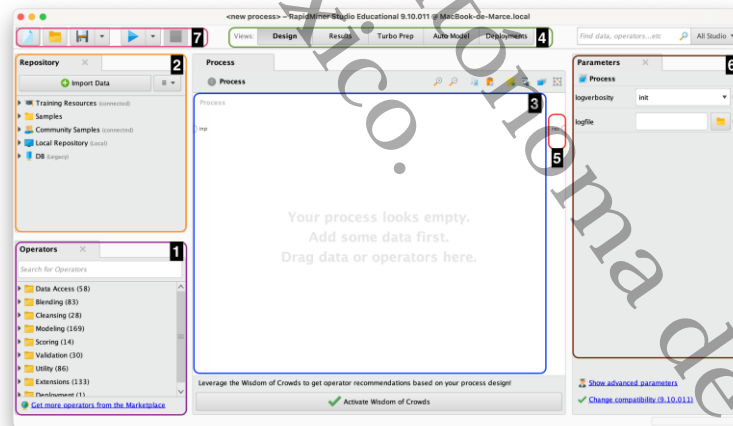 <new process> – RapidMiner Studio Educational 9.10.011 @ MacBook-de-Marce.local
7
Views: Design Results Turbo Prep Auto Model Deployments 4
Find data, operators...etc All Studio
Repository 2
Import Data
Training Resources (connected)
Samples
Community Samples (connected)
Local Repository (Local)
DB (Legacy)
Operators 1
Search for Operators
Data Access (58)
Blending (83)
Cleansing (28)
Modeling (169)
Scoring (14)
Validation (30)
Utility (86)
Extensions (133)
Deployment (1)
Get more operators from the Marketplace
Process
Process
Process 3
inp
5
Your process looks empty.
Add some data first.
Drag data or operators here.
Leverage the Wisdom of Crowds to get operator recommendations based on your process design!
Activate Wisdom of Crowds
Parameters 6
Process
logverbosity init
logfile
Show advanced parameters
Change compatibility (9.10.011)
xico.
tónoma de